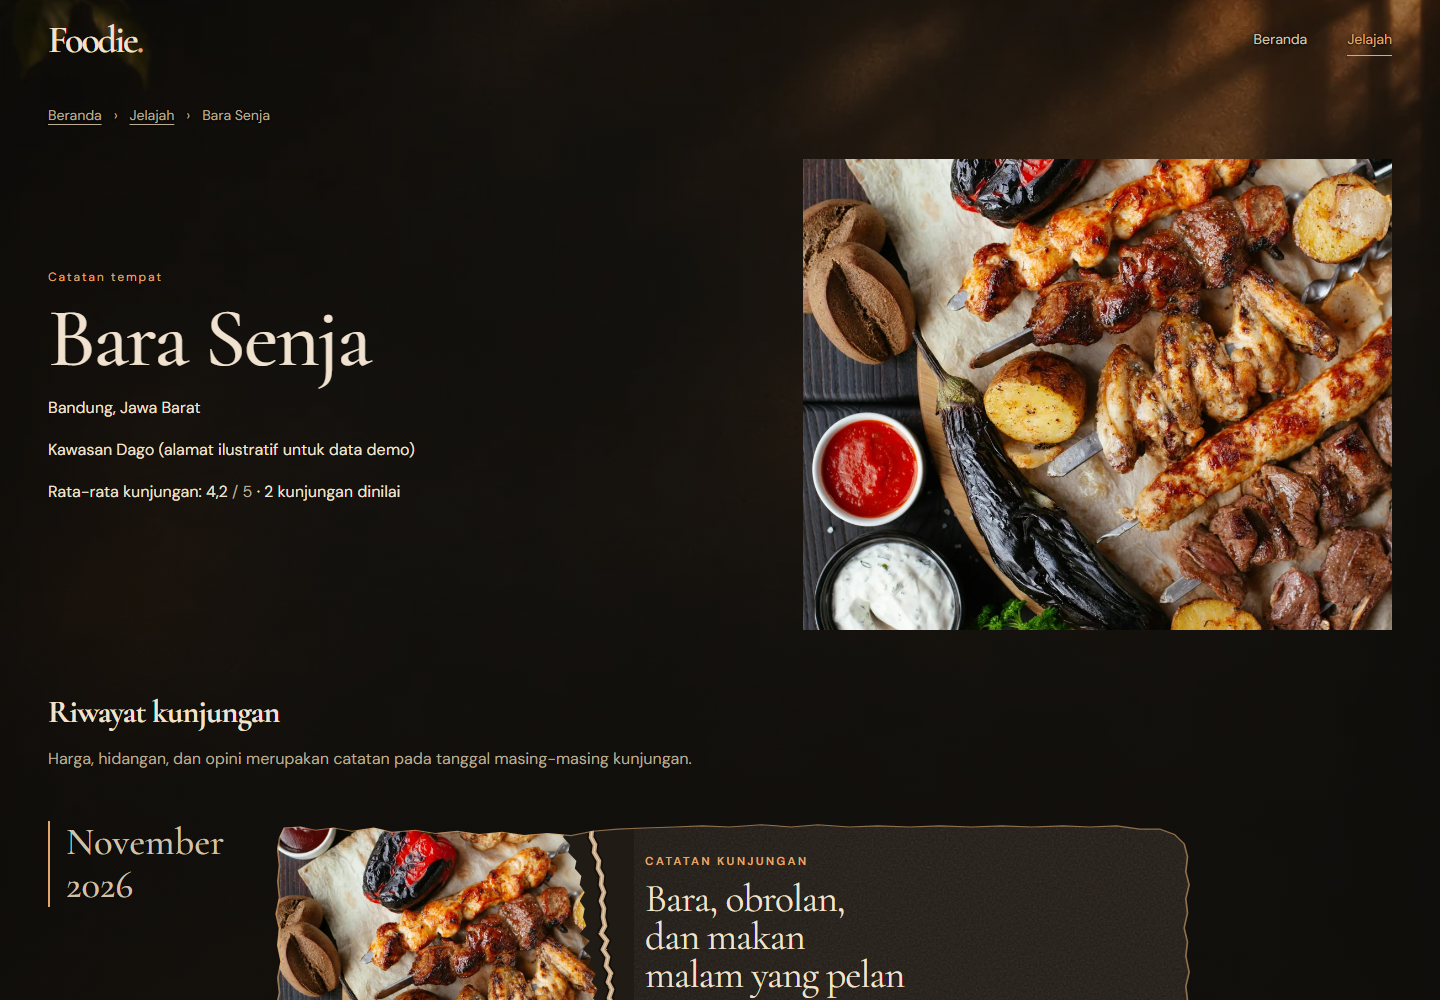 Foodie.
Beranda
Jelajah
Beranda › Jelajah › Bara Senja
Catatan tempat
Bara Senja
Bandung, Jawa Barat
Kawasan Dago (alamat ilustratif untuk data demo)
Rata-rata kunjungan: 4,2 / 5 · 2 kunjungan dinilai
Riwayat kunjungan
Harga, hidangan, dan opini merupakan catatan pada tanggal masing-masing kunjungan.
November
2026
CATATAN KUNJUNGAN
Bara, obrolan,
dan makan
malam yang pelan